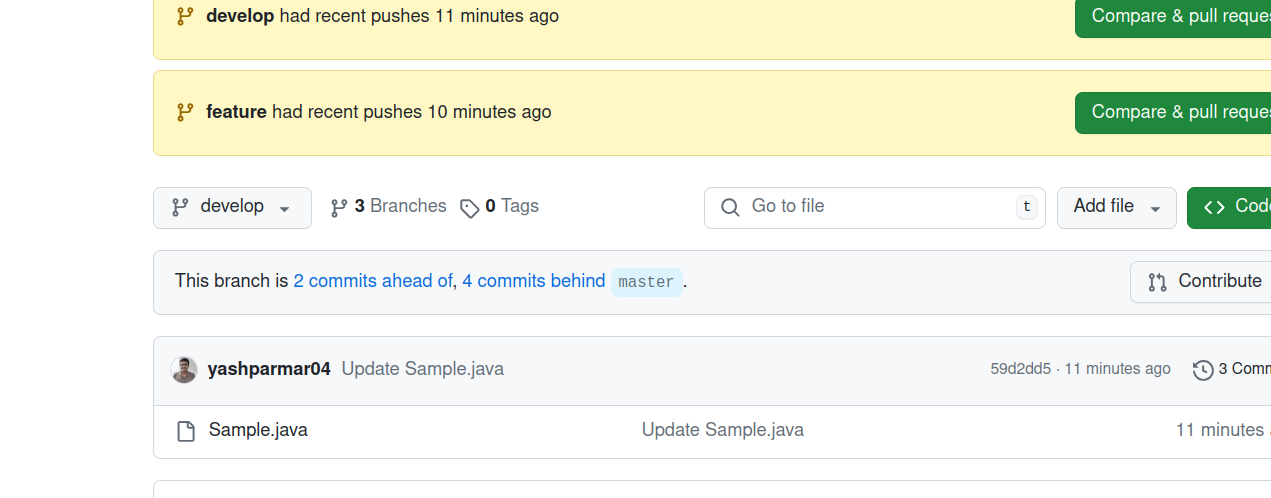 develop had recent pushes 11 minutes ago
Compare & pull reques
feature had recent pushes 10 minutes ago
Compare & pull reques
develop 3 Branches 0 Tags Go to file t Add file Code
This branch is 2 commits ahead of, 4 commits behind master. Contribute
yashparmar04 Update Sample.java 59d2dd5 · 11 minutes ago 3 Comm
Sample.java Update Sample.java 11 minutes